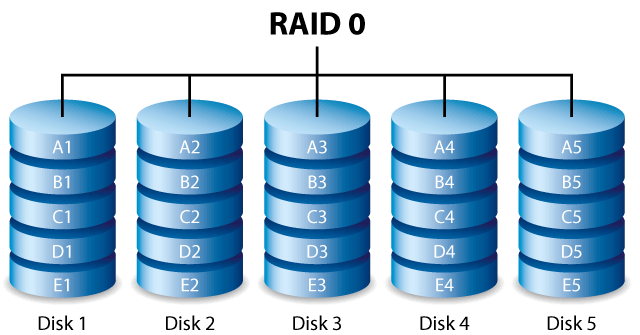 RAID 0
A1 A2 A3 A4 A5
B1 B2 B3 B4 B5
C1 C2 C3 C4 C5
D1 D2 D3 D4 D5
E1 E2 E3 E4 E5
Disk 1 Disk 2 Disk 3 Disk 4 Disk 5